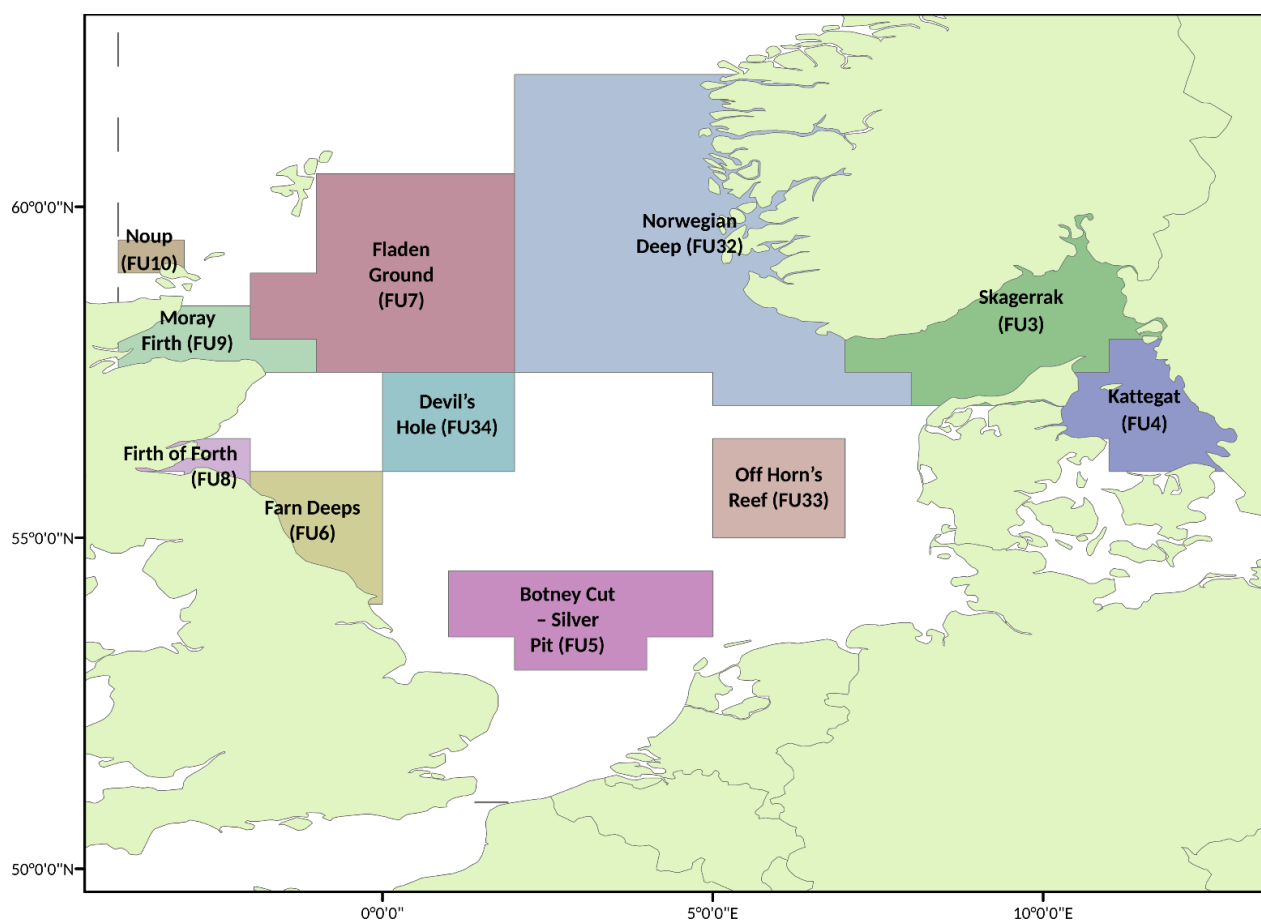 60°0'0"N
55°0'0"N
50°0'0"N
Noup
(FU10)
Fladen
Ground
(FU7)
Norwegian
Deep (FU32)
Skagerrak
(FU3)
Moray
Firth (FU9)
Kattegat
(FU4)
Devil’s
Hole (FU34)
Firth of Forth
(FU8)
Off Horn’s
Reef (FU33)
Farn Deeps
(FU6)
Botney Cut
– Silver
Pit (FU5)
0°0'0"
5°0'0"E
10°0'0"E